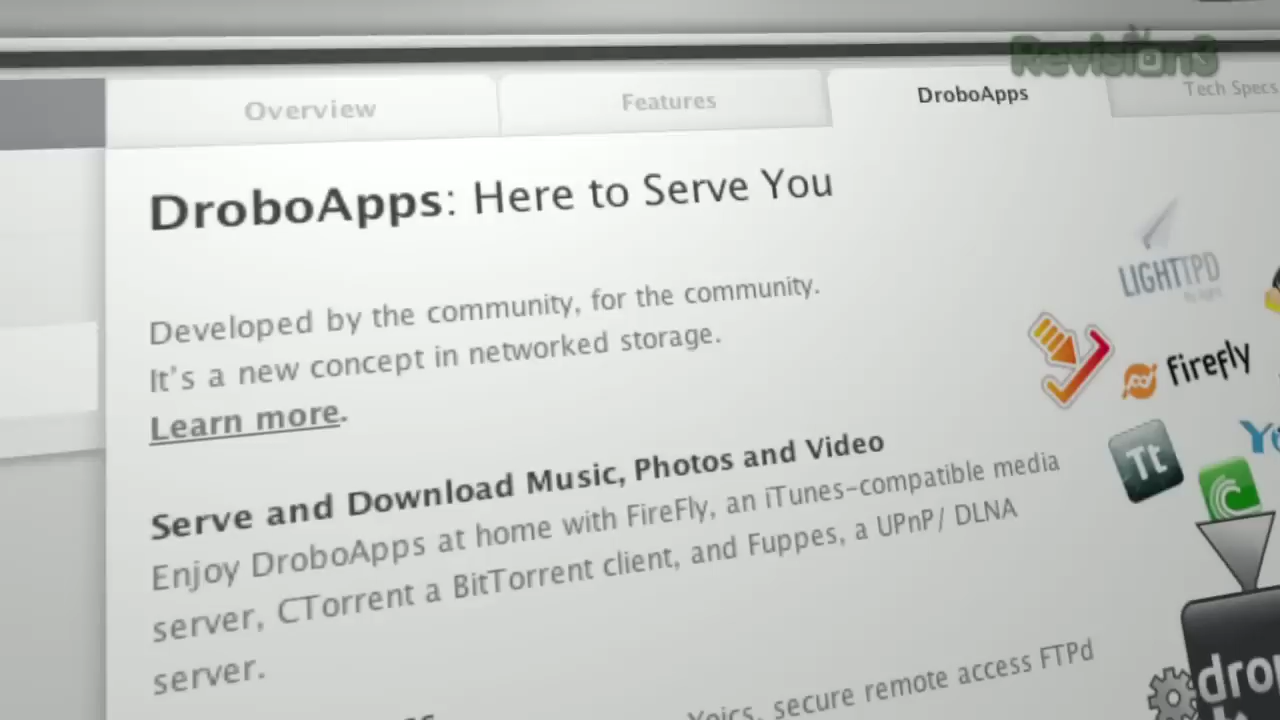 Revision3
Overview
Features
DroboApps
Tech Specs
DroboApps: Here to Serve You
Developed by the community, for the community.
It's a new concept in networked storage.
Learn more.
LIGHTTPD
firefly
Tt
Serve and Download Music, Photos and Video
Enjoy DroboApps at home with FireFly, an iTunes-compatible media
server, CTorrent a BitTorrent client, and Fuppes, a UPnP/ DLNA
server.
Yoics, secure remote access FTPd